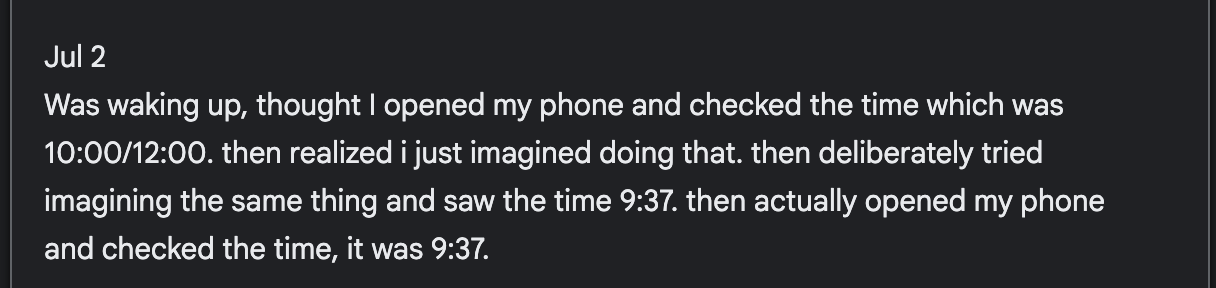 Jul 2
Was waking up, thought I opened my phone and checked the time which was
10:00/12:00. then realized i just imagined doing that. then deliberately tried
imagining the same thing and saw the time 9:37. then actually opened my phone
and checked the time, it was 9:37.